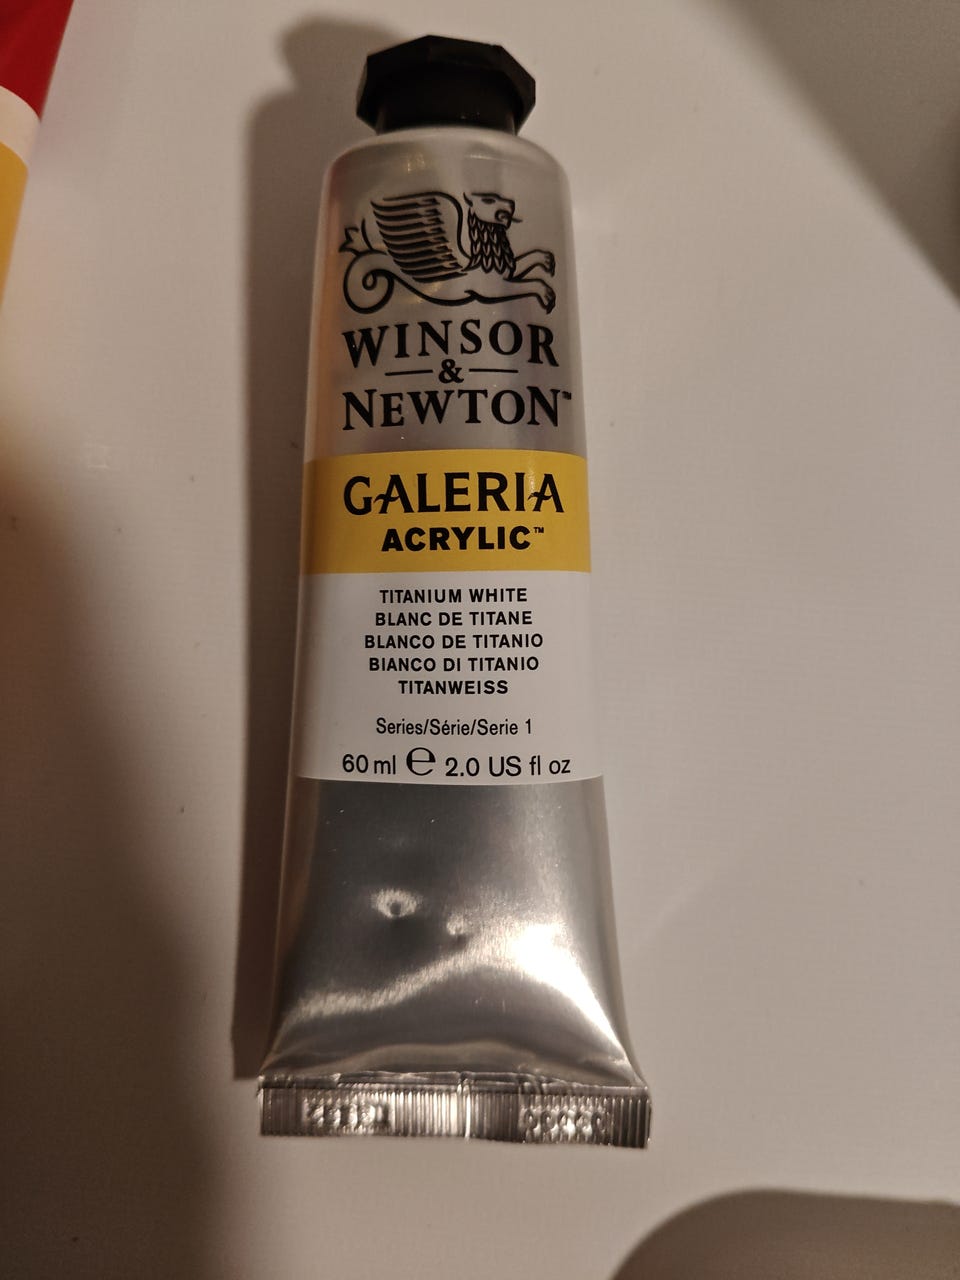 WINSOR
&
NEWTON™
GALERIA
ACRYLIC™
TITANIUM WHITE
BLANC DE TITANE
BLANCO DE TITANIO
BIANCO DI TITANIO
TITANWEISS
Series/Série/Serie 1
60 ml ℮ 2.0 US fl oz